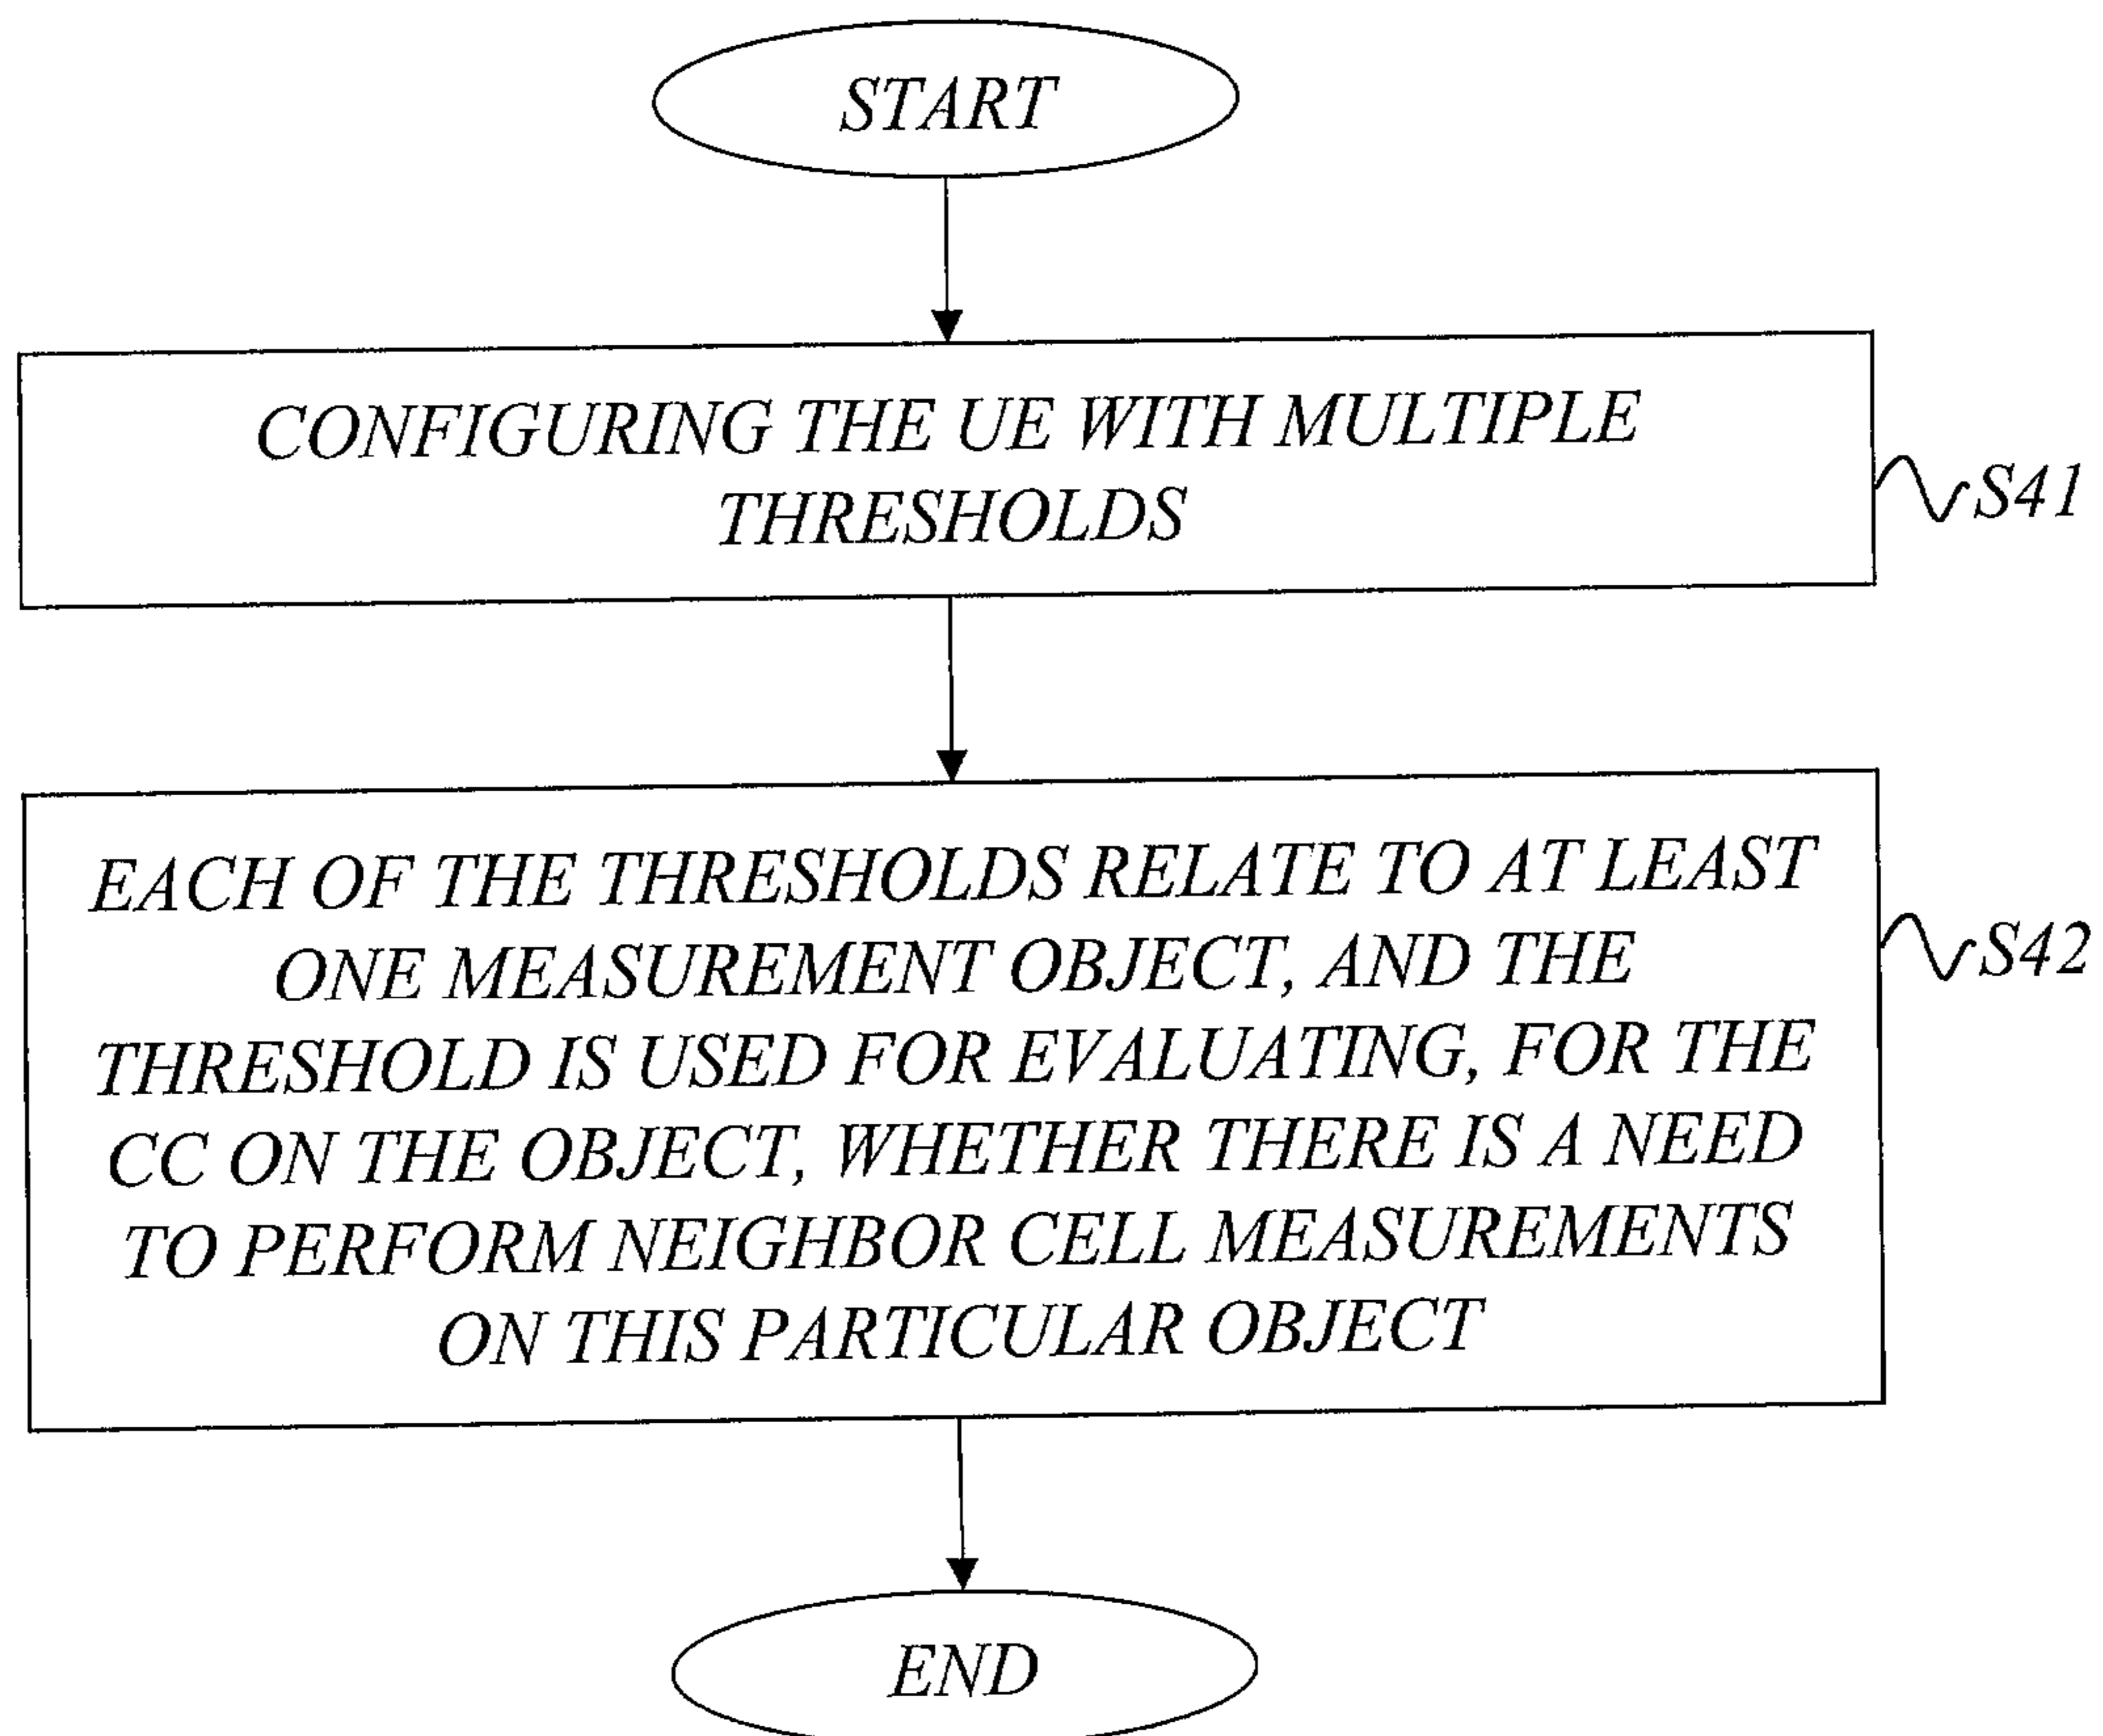 START
CONFIGURING THE UE WITH MULTIPLE
THRESHOLDS
S41
EACH OF THE THRESHOLDS RELATE TO AT LEAST
ONE MEASUREMENT OBJECT, AND THE
THRESHOLD IS USED FOR EVALUATING, FOR THE
CC ON THE OBJECT, WHETHER THERE IS A NEED
TO PERFORM NEIGHBOR CELL MEASUREMENTS
ON THIS PARTICULAR OBJECT
S42
END